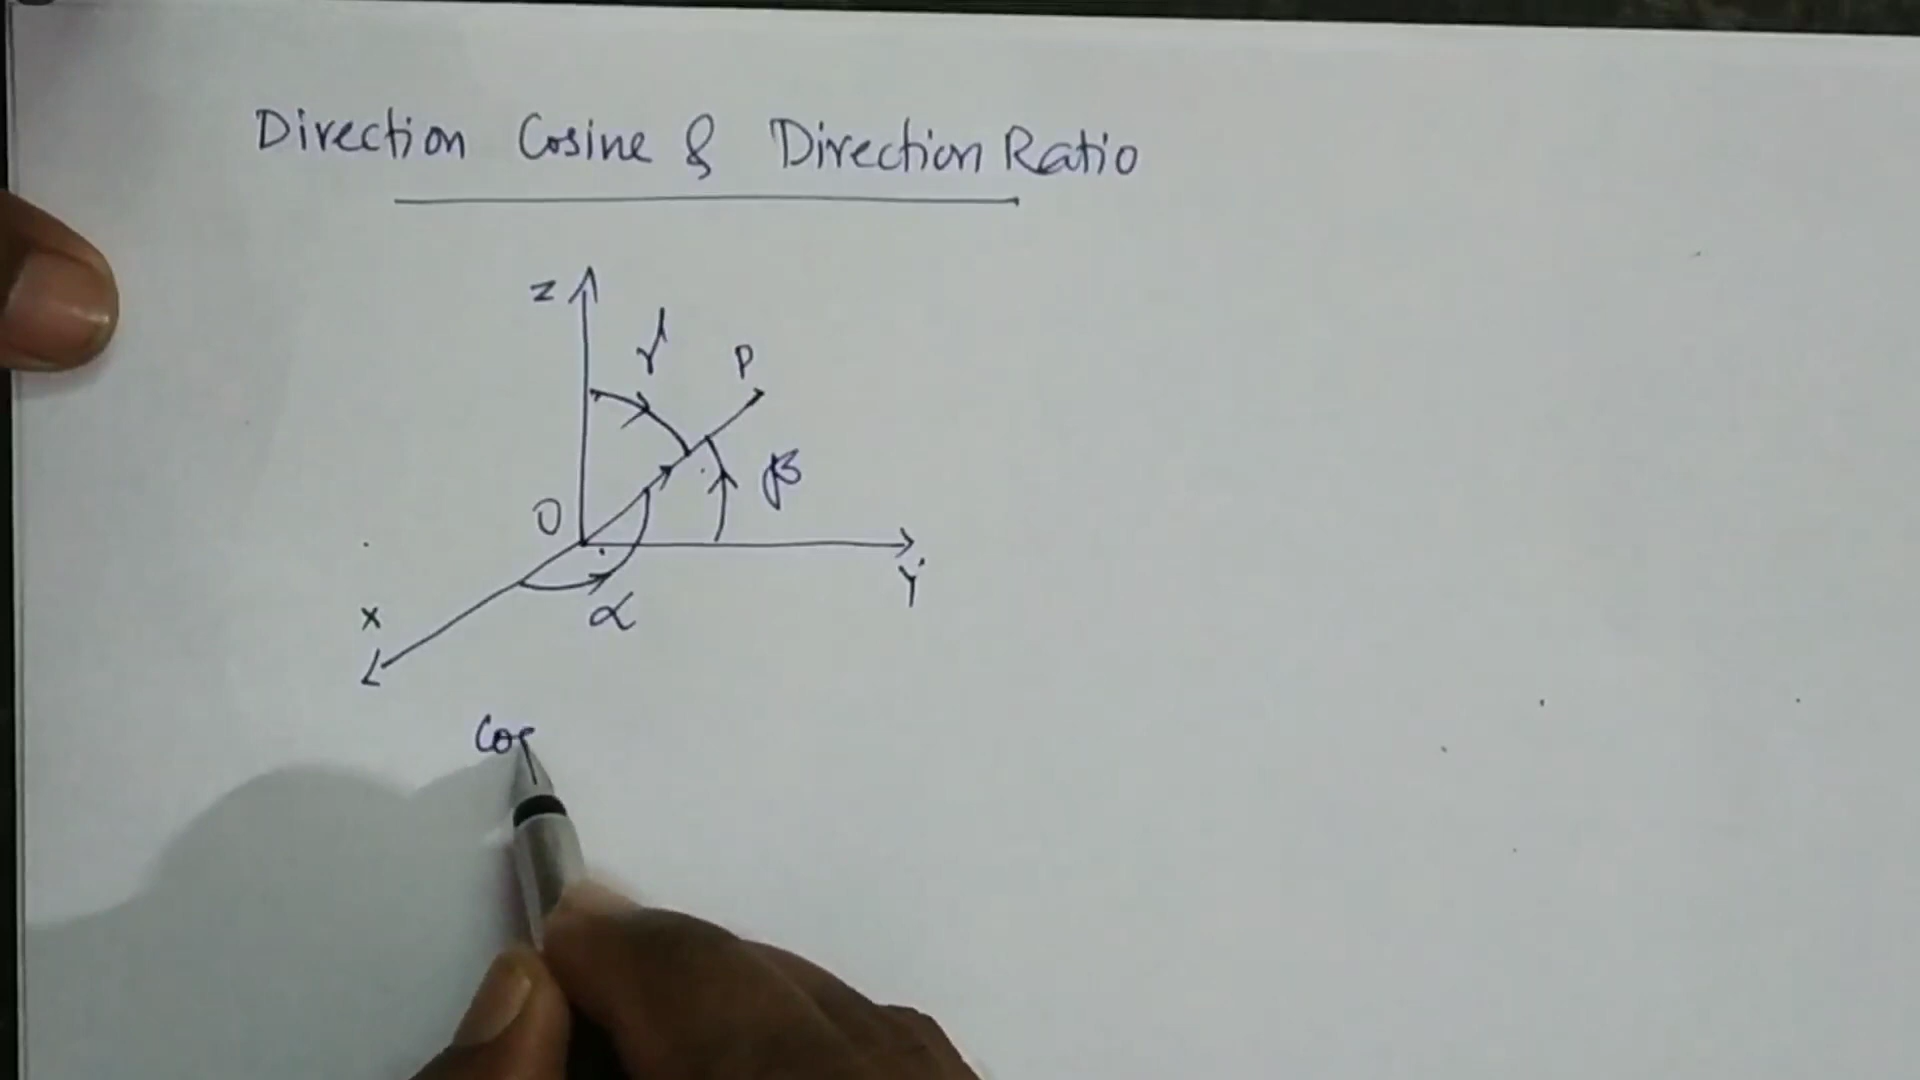 Direction Cosine & Direction Ratio
Z
γ
P
β
O
Y
X
α
Cos